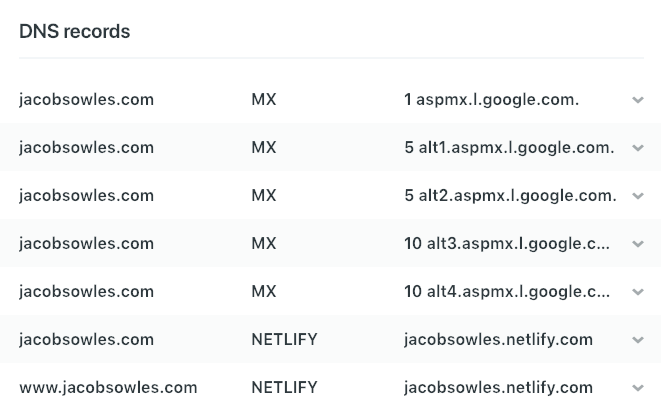 DNS records
jacobsowles.com MX 1 aspmx.l.google.com.
jacobsowles.com MX 5 alt1.aspmx.l.google.com.
jacobsowles.com MX 5 alt2.aspmx.l.google.com.
jacobsowles.com MX 10 alt3.aspmx.l.google.c...
jacobsowles.com MX 10 alt4.aspmx.l.google.c...
jacobsowles.com NETLIFY jacobsowles.netlify.com
www.jacobsowles.com NETLIFY jacobsowles.netlify.com